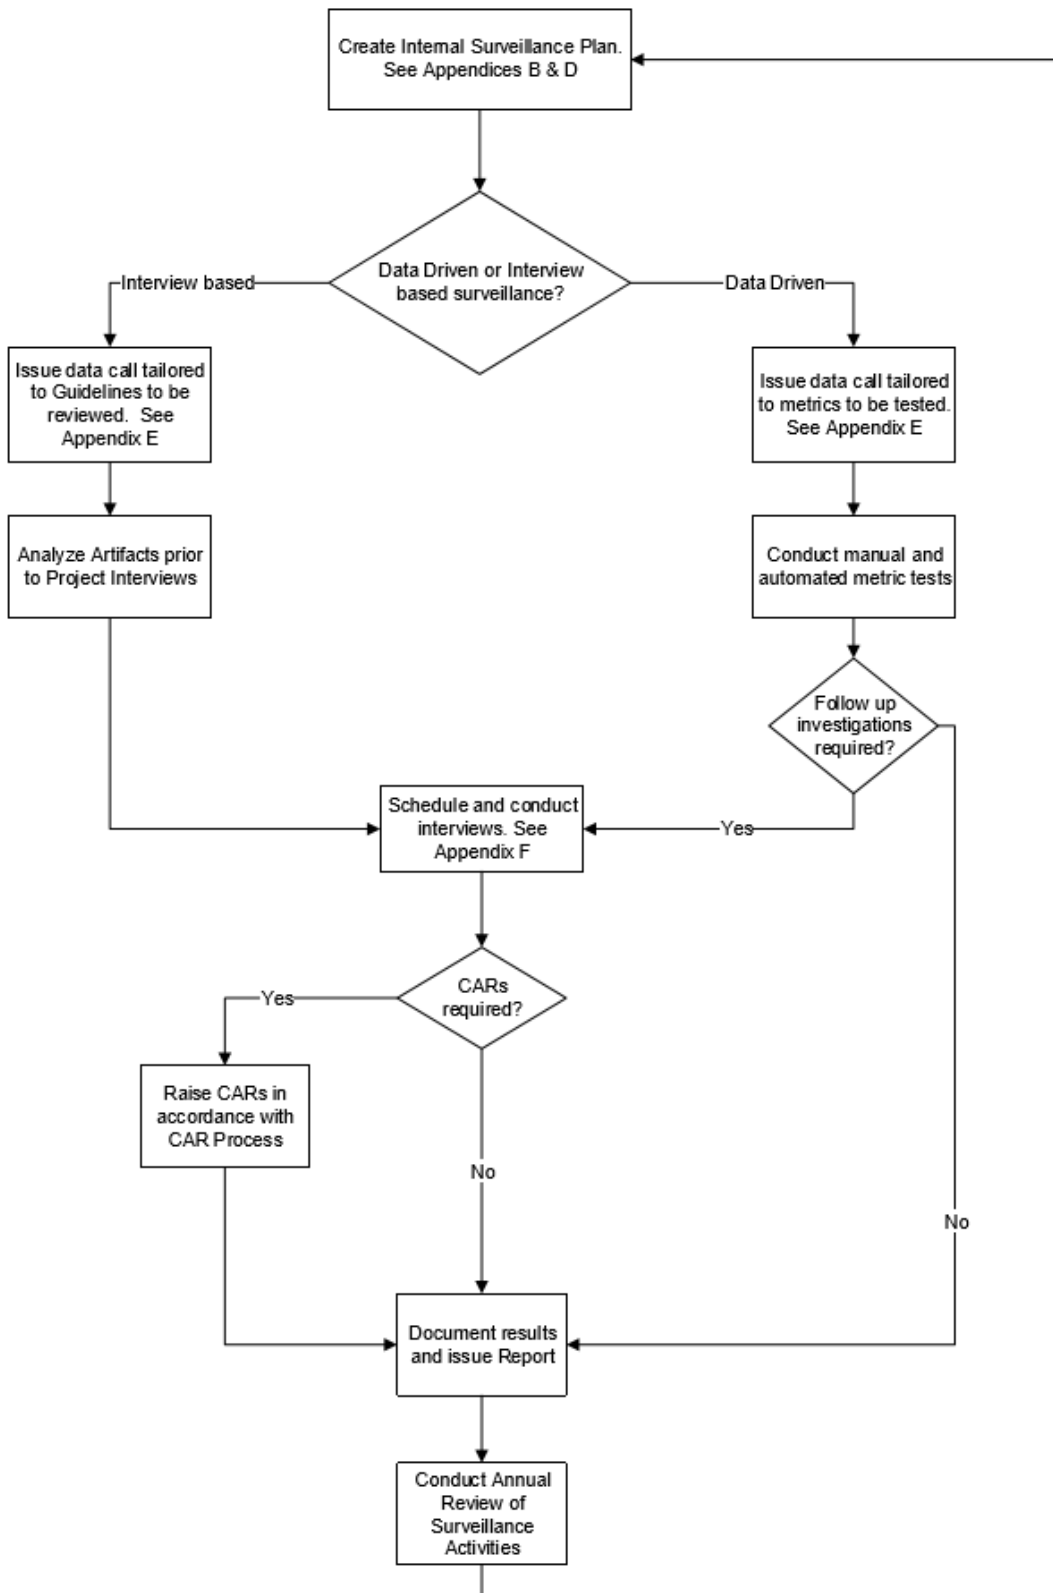 Create Internal Surveillance Plan.
See Appendices B & D
Data Driven or Interview
based surveillance?
Interview based
Data Driven
Issue data call tailored
to Guidelines to be
reviewed. See
Appendix E
Issue data call tailored
to metrics to be tested.
See Appendix E
Analyze Artifacts prior
to Project Interviews
Conduct manual and
automated metric tests
Follow up
investigations
required?
Schedule and conduct
interviews. See
Appendix F
Yes
CARs
required?
Yes
Raise CARs in
accordance with
CAR Process
No
No
Document results
and issue Report
Conduct Annual
Review of
Surveillance
Activities